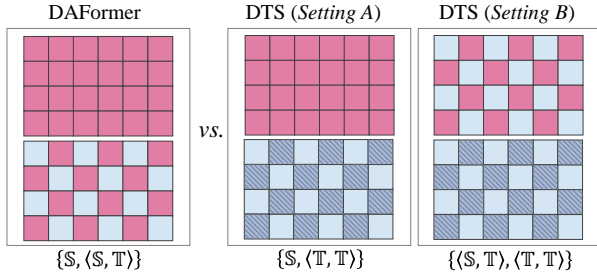 DAFormer DTS (Setting A) DTS (Setting B)
vs.
{𝕊, ⟨𝕊, 𝕋⟩} {𝕊, ⟨𝕋, 𝕋⟩} {⟨𝕊, 𝕋⟩, ⟨𝕋, 𝕋⟩}